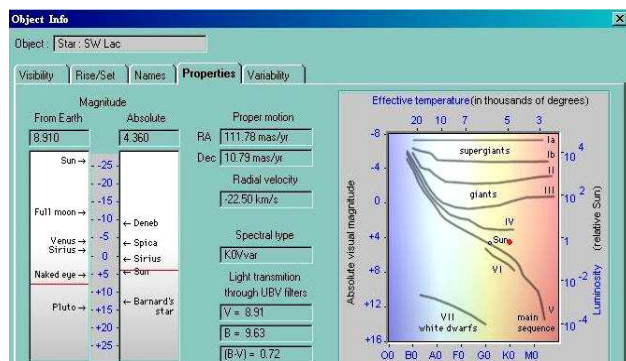 Object Info
Object : Star : SW Lac
Visibility Rise/Set Names Properties Variability
Magnitude
From Earth Absolute
8.910 4.360
Sun→
Full moon→
Venus→
Sirius→
Naked eye→
Pluto→
-25
-20
-15
-10
-5
0
+5
+10
+15
+20
+25
←Deneb
←Spica
←Sirius
←Sun
←Barnard's
star
Proper motion
RA 111.78 mas/yr
Dec 10.79 mas/yr
Radial velocity
-22.50 km/s
Spectral type
K0Vvar
Light transmition
through UBV filters
V = 8.91
B = 9.63
(B-V) = 0.72
Effective temperature (in thousands of degrees)
20 10 7 5 3
Absolute visual magnitude
-8
-4
0
+4
+8
+12
+16
supergiants
giants
Sun
white dwarfs
main
sequence
Ia
Ib
II
III
IV
V
VI
VII
10 4
10 2
1
10 -2
10 -4
Luminosity (relative Sun)
O0 B0 A0 F0 G0 K0 M0